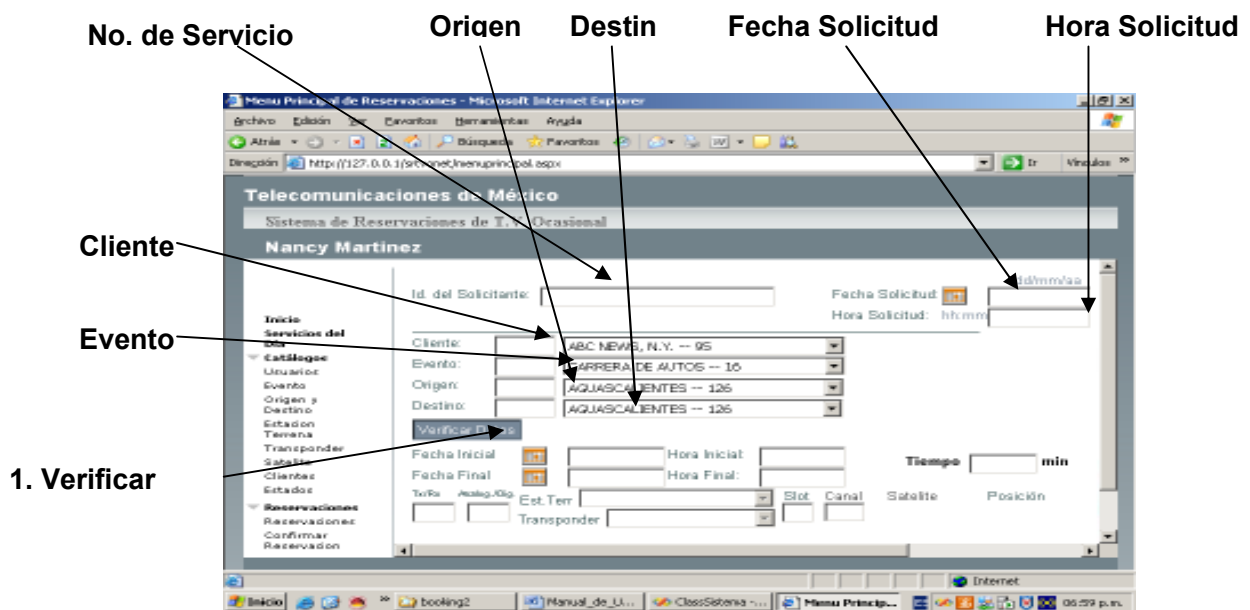 No. de Servicio
Origen
Destin
Fecha Solicitud
Hora Solicitud
Menu Principal de Reservaciones - Microsoft Internet Explorer
Archivo Edición Ver Favoritos Herramientas Ayuda
Atrás Búsqueda Favoritos
Dirección http://127.0.0.1/ menuprincipal.aspx Ir Vínculos »
Telecomunicaciones de México
Sistema de Reservaciones de T.V. Ocasional
Nancy Martinez
Cliente
Evento
1. Verificar
Inicio
Servicios del
Día
Catálogos
Usuarios
Evento
Origen y
Destino
Estacion
Terrena
Transponder
Satelite
Clientes
Estados
Reservaciones
Reservaciones
Confirmar
Reservacion
dd/mm/aa
Id. del Solicitante: Fecha Solicitud
Hora Solicitud: hh:mm
Cliente: ABC NEWS, N.Y. -- 95
Evento: CARRERA DE AUTOS -- 16
Origen: AGUASCALIENTES -- 126
Destino: AGUASCALIENTES -- 126
Verificar Datos
Fecha Inicial Hora Inicial: Tiempo min
Fecha Final Hora Final:
Tx/Rx Analog./Dig. Est.Terr Slot Canal Satelite Posición
Transponder
Internet
Inicio » booking2 Manual_de_U... ClassSistema -... Menu Princip... 06:59 p.m.